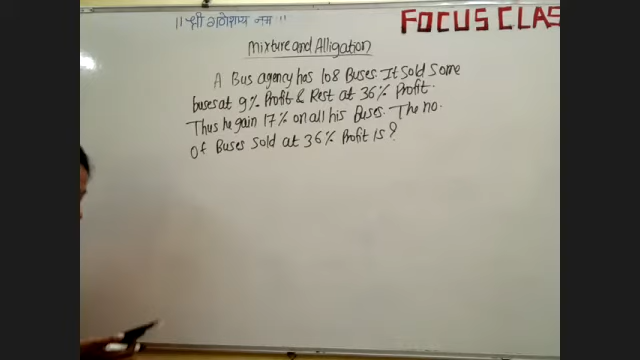 ।। श्री गणेशाय नमः ।।
FOCUS CLAS
Mixture and Alligation
A Bus agency has 108 Buses. It Sold Some
buses at 9% Profit & Rest at 36% Profit.
Thus he gain 17% on all his Buses. The no.
Of Buses Sold at 36% Profit is?